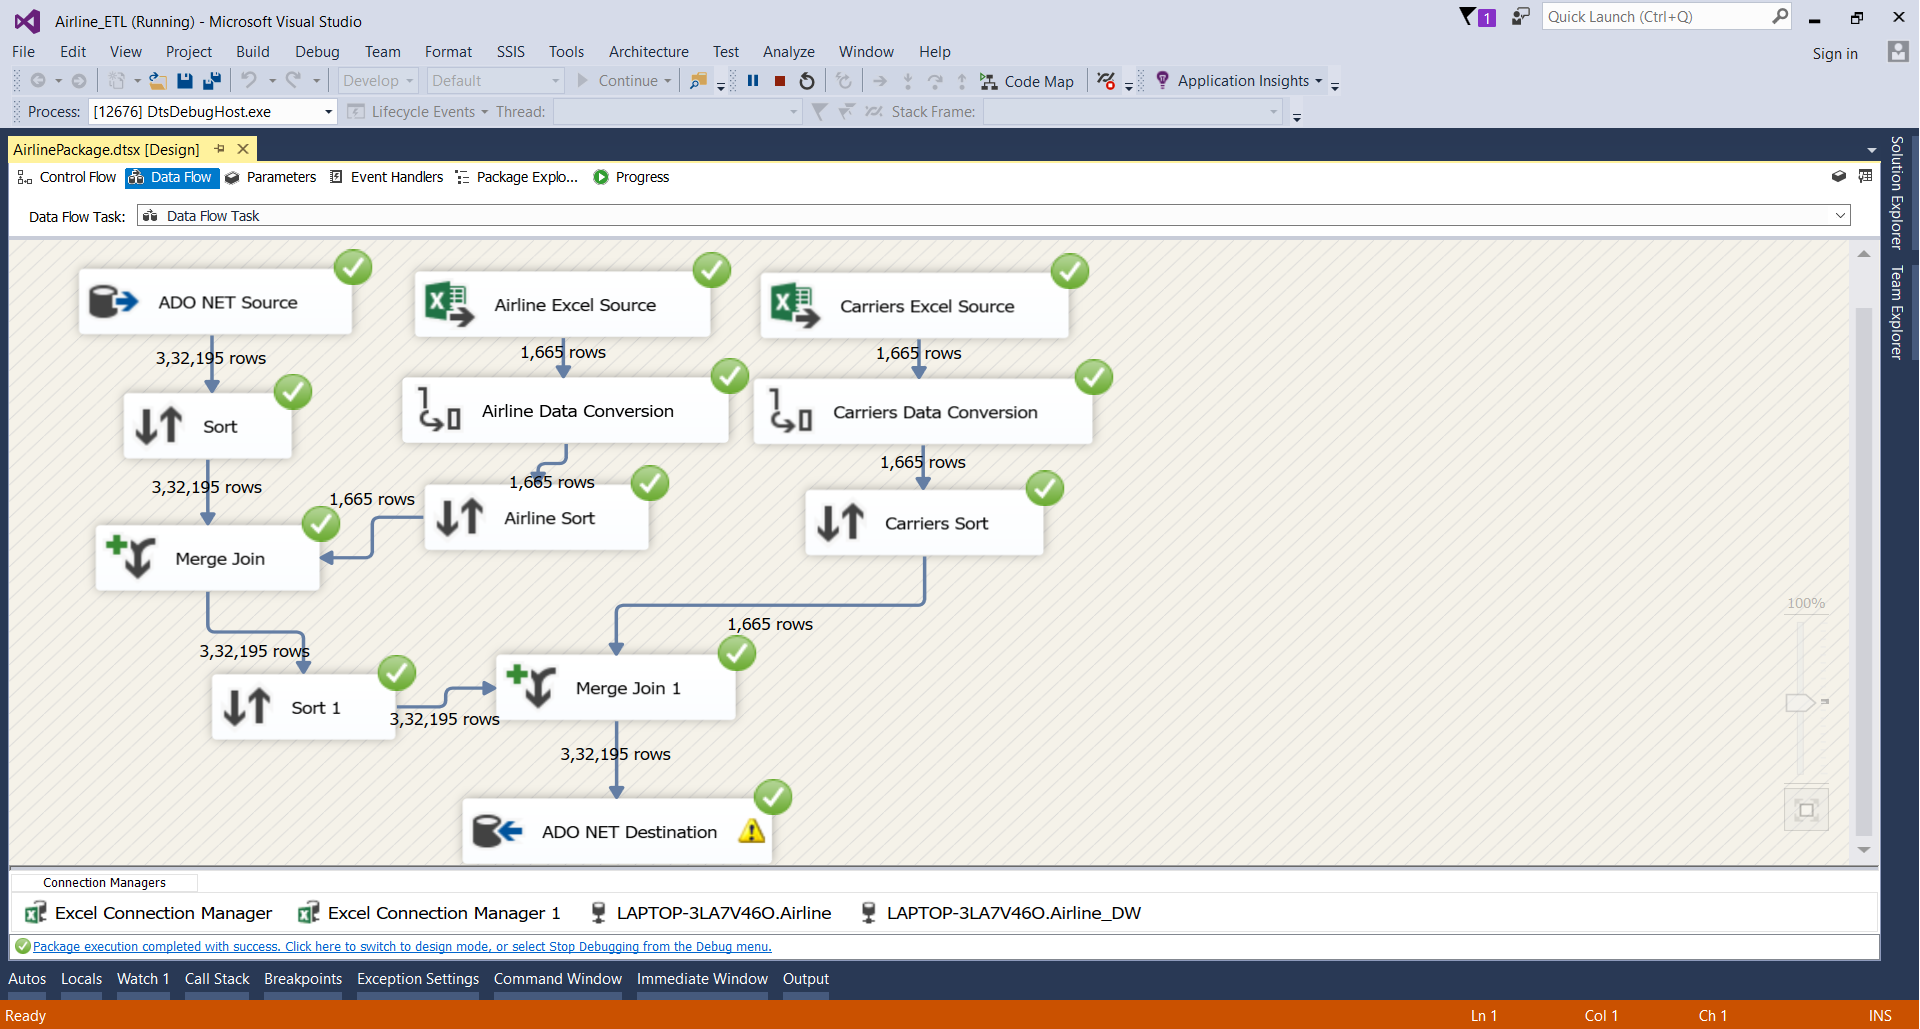 Airline_ETL (Running) - Microsoft Visual Studio
1
Quick Launch (Ctrl+Q)
File Edit View Project Build Debug Team Format SSIS Tools Architecture Test Analyze Window Help
Sign in
Develop Default Continue Code Map Application Insights
Process: [12676] DtsDebugHost.exe Lifecycle Events Thread: Stack Frame:
AirlinePackage.dtsx [Design]
Control Flow Data Flow Parameters Event Handlers Package Explo... Progress
Data Flow Task: Data Flow Task
Solution Explorer
Team Explorer
ADO NET Source
Airline Excel Source
Carriers Excel Source
3,32,195 rows
1,665 rows
1,665 rows
Sort
Airline Data Conversion
Carriers Data Conversion
3,32,195 rows
1,665 rows
1,665 rows
1,665 rows
Airline Sort
Carriers Sort
Merge Join
100%
1,665 rows
3,32,195 rows
Sort 1
Merge Join 1
3,32,195 rows
3,32,195 rows
ADO NET Destination
Connection Managers
Excel Connection Manager Excel Connection Manager 1 LAPTOP-3LA7V46O.Airline LAPTOP-3LA7V46O.Airline_DW
Package execution completed with success. Click here to switch to design mode, or select Stop Debugging from the Debug menu.
Autos Locals Watch 1 Call Stack Breakpoints Exception Settings Command Window Immediate Window Output
Ready Ln 1 Col 1 Ch 1 INS